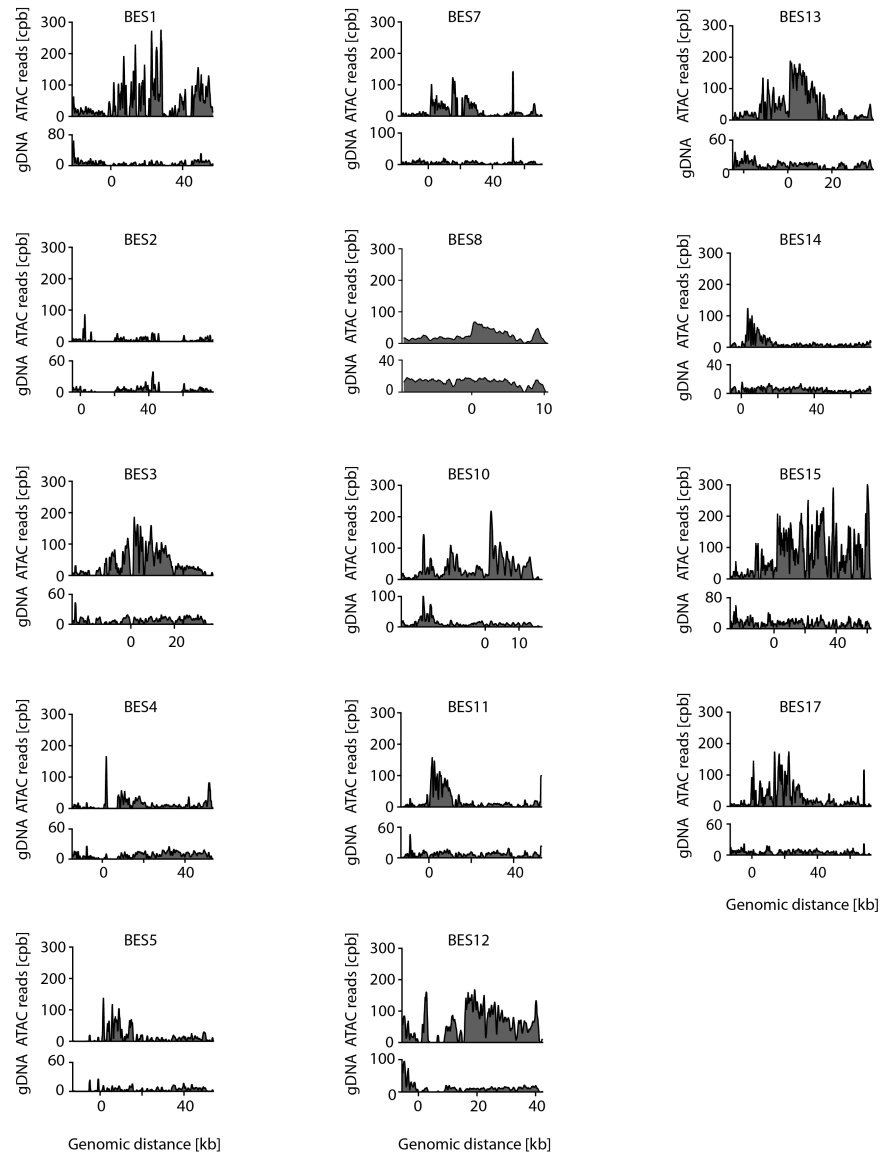 BES1
ATAC reads [cpb]
300
200
100
0
gDNA
80
0
0 40
BES7
ATAC reads [cpb]
300
200
100
0
gDNA
100
0
0 40
BES13
ATAC reads [cpb]
300
200
100
0
gDNA
60
0
0 20
BES2
ATAC reads [cpb]
300
200
100
0
gDNA
60
0
0 40
BES8
ATAC reads [cpb]
300
200
100
0
gDNA
40
0
0 10
BES14
ATAC reads [cpb]
300
200
100
0
gDNA
40
0
0 40
BES3
ATAC reads [cpb]
300
200
100
0
gDNA
60
0
0 20
BES10
ATAC reads [cpb]
300
200
100
0
gDNA
100
0
0 10
BES15
ATAC reads [cpb]
300
200
100
0
gDNA
80
0
0 40 60
BES4
ATAC reads [cpb]
300
200
100
0
gDNA
60
0
0 40
BES11
ATAC reads [cpb]
300
200
100
0
gDNA
60
0
0 40
BES17
ATAC reads [cpb]
300
200
100
0
gDNA
60
0
0 40
Genomic distance [kb]
BES5
ATAC reads [cpb]
300
200
100
0
gDNA
60
0
0 40
Genomic distance [kb]
BES12
ATAC reads [cpb]
300
200
100
0
gDNA
100
0
0 20 40
Genomic distance [kb]